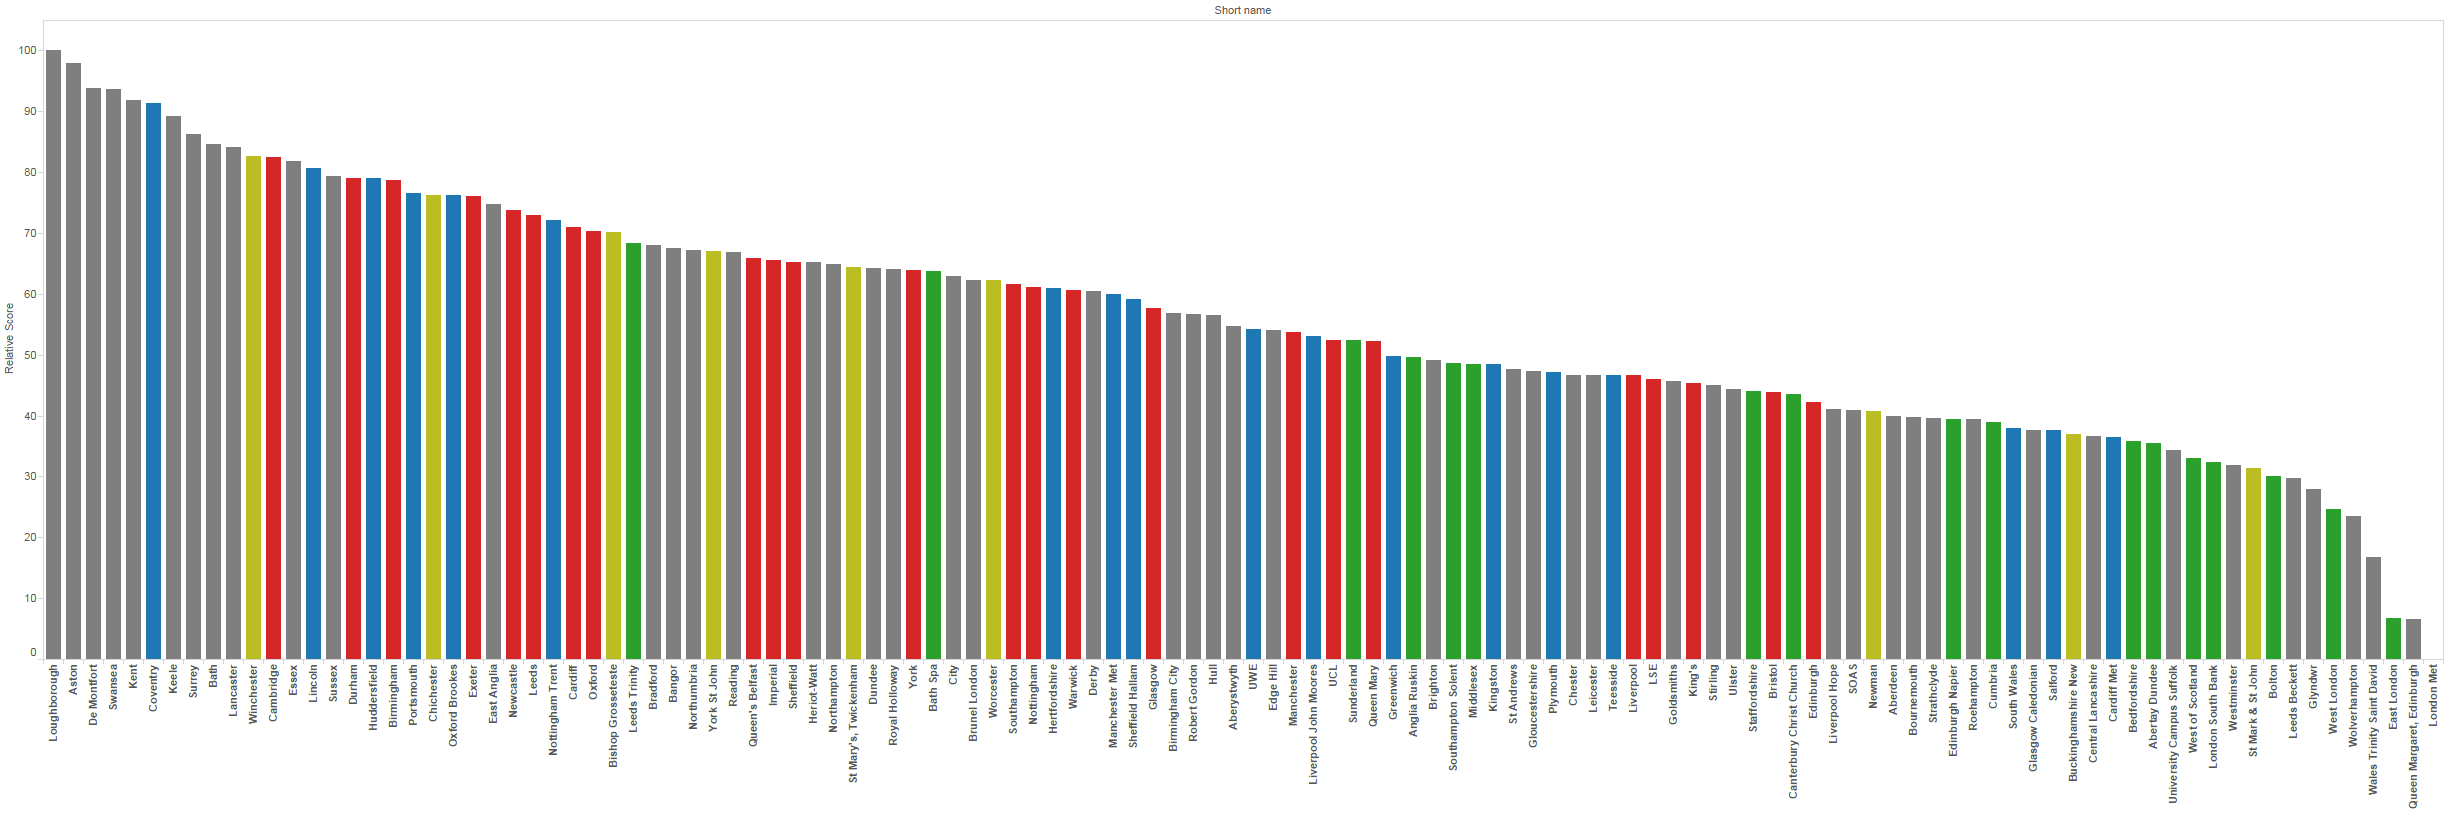 Short name
Relative Score
100
90
80
70
60
50
40
30
20
10
0
Loughborough
Aston
De Montfort
Swansea
Kent
Coventry
Keele
Surrey
Bath
Lancaster
Winchester
Cambridge
Essex
Lincoln
Sussex
Durham
Huddersfield
Birmingham
Portsmouth
Chichester
Oxford Brookes
Exeter
East Anglia
Newcastle
Leeds
Nottingham Trent
Cardiff
Oxford
Bishop Grosseteste
Leeds Trinity
Bradford
Bangor
Northumbria
York St John
Reading
Queen's Belfast
Imperial
Sheffield
Heriot-Watt
Northampton
St Mary's, Twickenham
Dundee
Royal Holloway
York
Bath Spa
City
Brunel London
Worcester
Southampton
Nottingham
Hertfordshire
Warwick
Derby
Manchester Met
Sheffield Hallam
Glasgow
Birmingham City
Robert Gordon
Hull
Aberystwyth
UWE
Edge Hill
Manchester
Liverpool John Moores
UCL
Sunderland
Queen Mary
Greenwich
Anglia Ruskin
Brighton
Southampton Solent
Middlesex
Kingston
St Andrews
Gloucestershire
Plymouth
Chester
Leicester
Teesside
Liverpool
LSE
Goldsmiths
King's
Stirling
Ulster
Staffordshire
Bristol
Canterbury Christ Church
Edinburgh
Liverpool Hope
SOAS
Newman
Aberdeen
Bournemouth
Strathclyde
Edinburgh Napier
Roehampton
Cumbria
South Wales
Glasgow Caledonian
Salford
Buckinghamshire New
Central Lancashire
Cardiff Met
Bedfordshire
Abertay Dundee
University Campus Suffolk
West of Scotland
London South Bank
Westminster
St Mark & St John
Bolton
Leeds Beckett
Glyndwr
West London
Wolverhampton
Wales Trinity Saint David
East London
Queen Margaret, Edinburgh
London Met